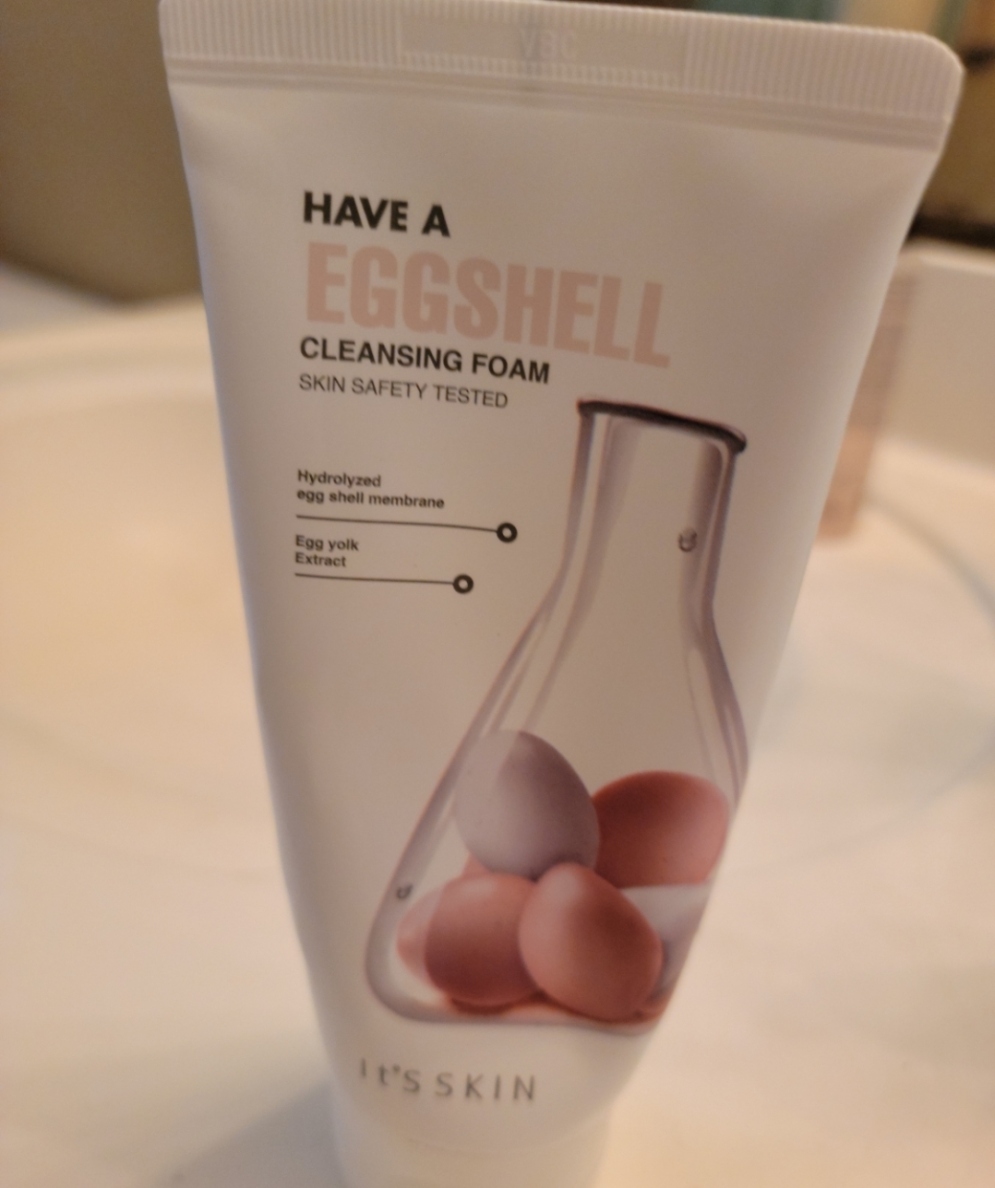 HAVE A
EGGSHELL
CLEANSING FOAM
SKIN SAFETY TESTED
Hydrolyzed
egg shell membrane
Egg yolk
Extract
It'S SKIN